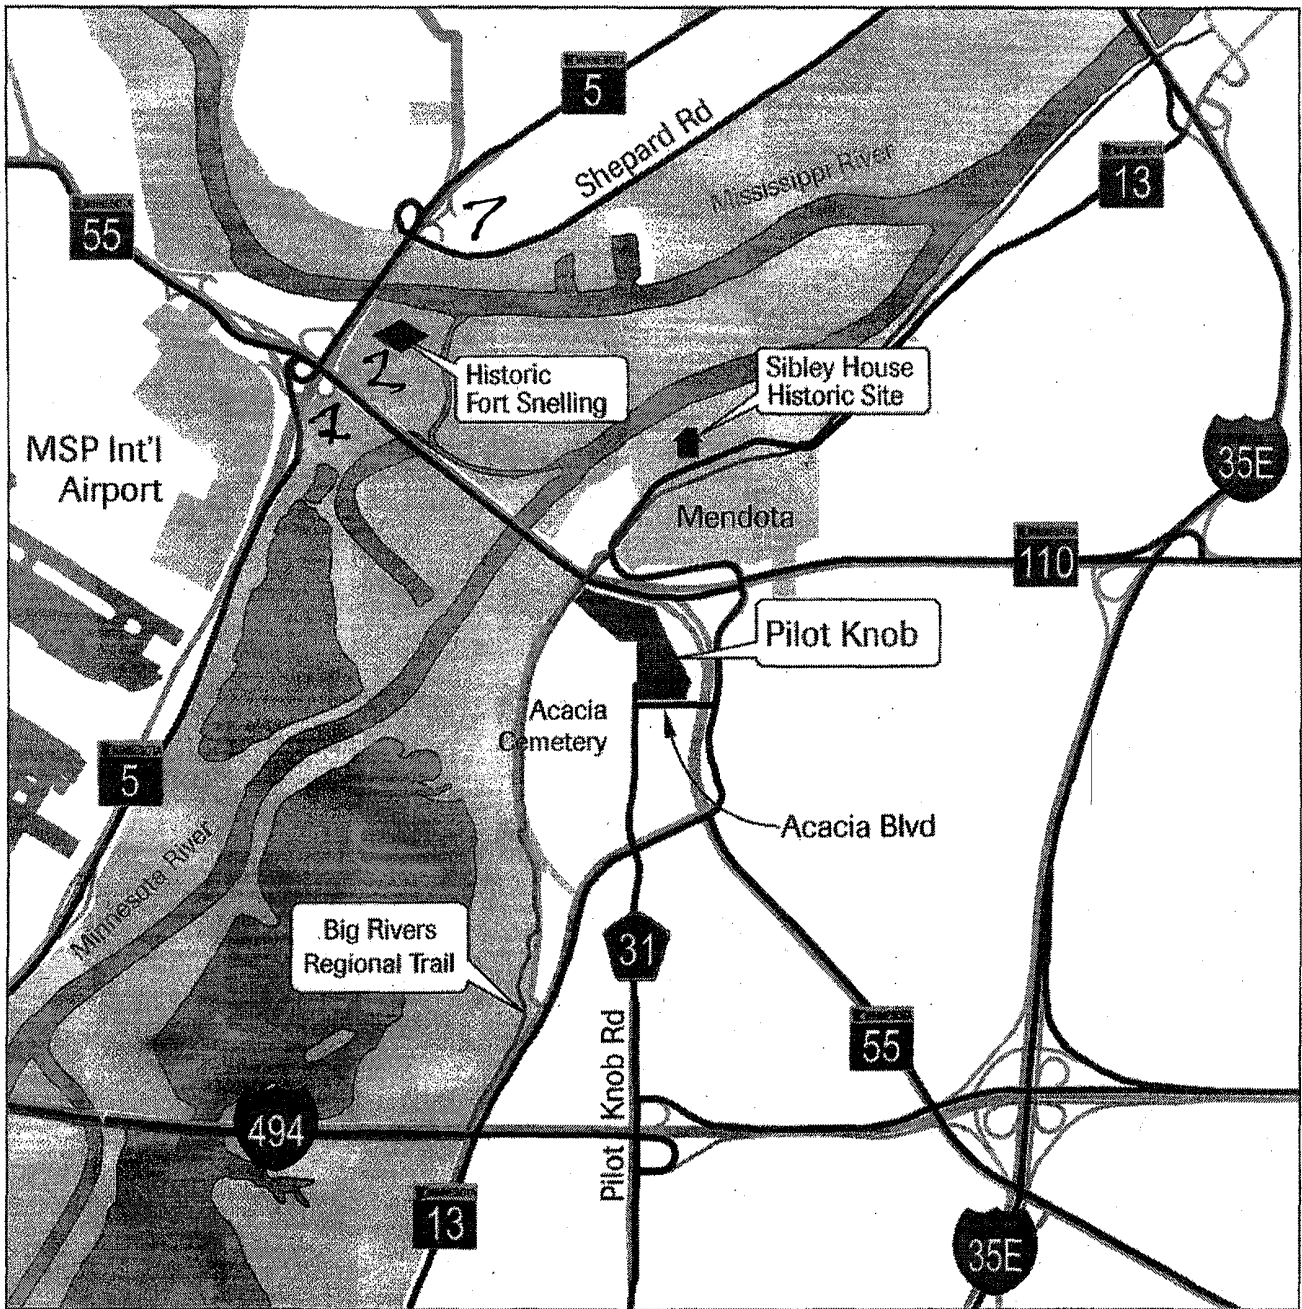 5
Shepard Rd
Mississippi River
13
55
7
2
Historic
Fort Snelling
Sibley House
Historic Site
1
MSP Int'l
Airport
35E
Mendota
110
Pilot Knob
Acacia
Cemetery
5
Acacia Blvd
Minnesota River
Big Rivers
Regional Trail
31
Pilot Knob Rd
55
494
13
35E